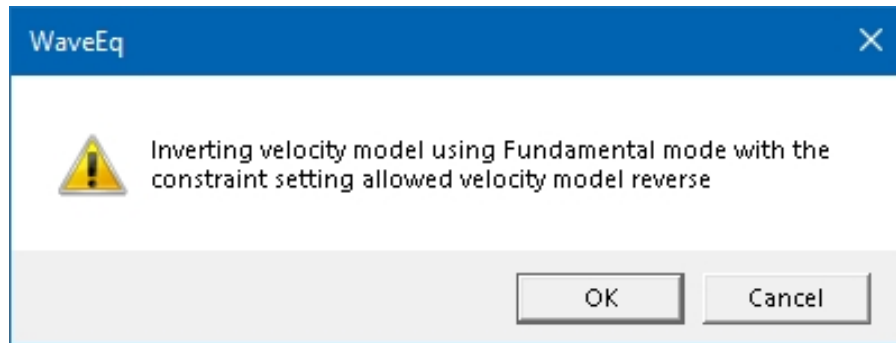 WaveEq
Inverting velocity model using Fundamental mode with the
constraint setting allowed velocity model reverse
OK
Cancel